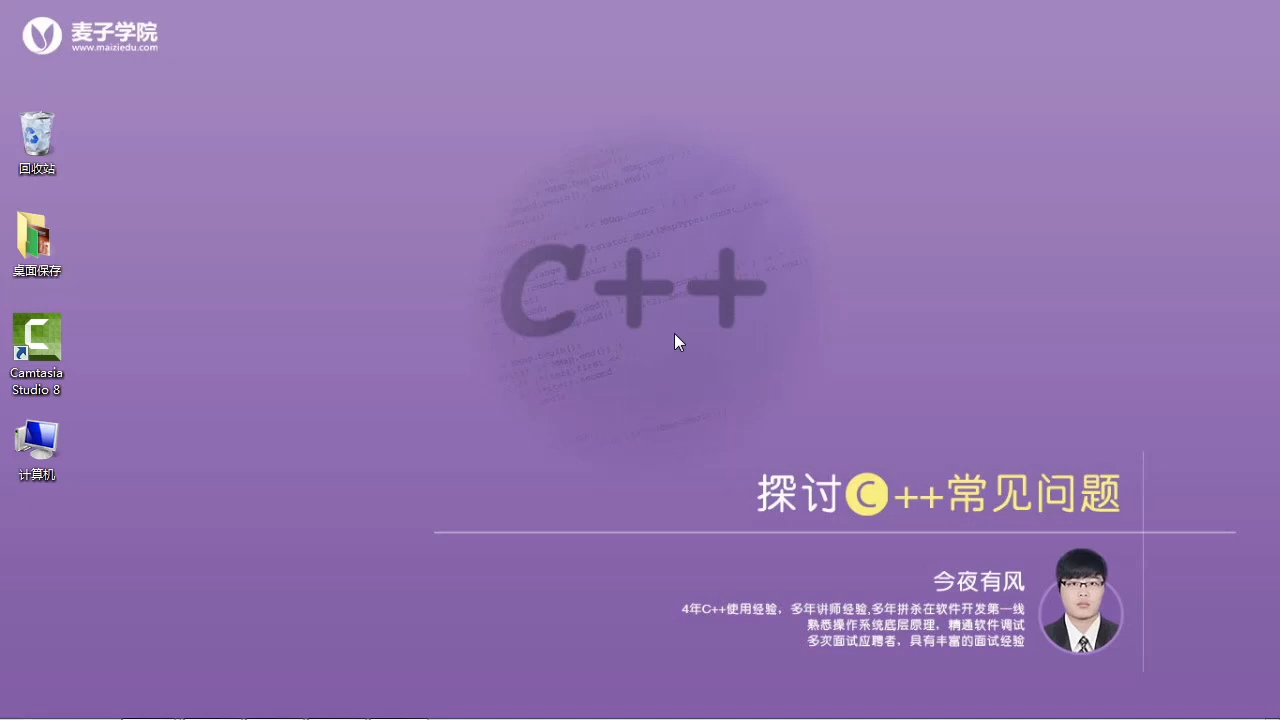 麦子学院
www.maiziedu.com
回收站
桌面保存
Camtasia
Studio 8
计算机
C++
探讨C++常见问题
今夜有风
4年C++使用经验，多年讲师经验,多年拼杀在软件开发第一线
熟悉操作系统底层原理，精通软件调试
多次面试应聘者，具有丰富的面试经验